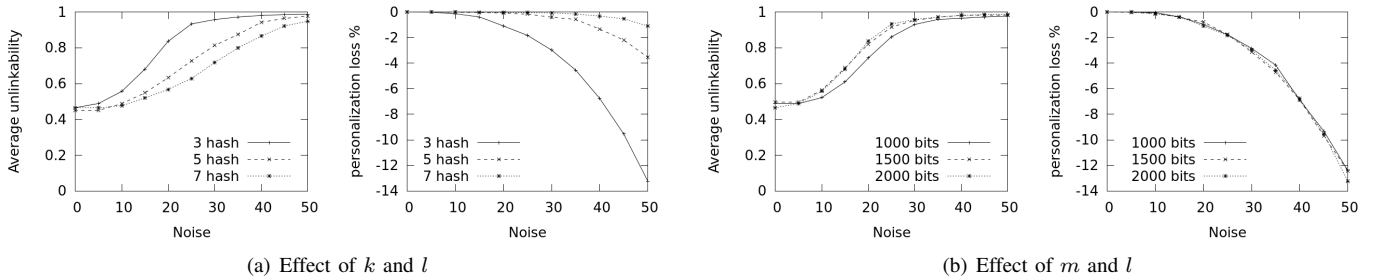 Average unlinkability
1
0.8
0.6
0.4
0.2
0
3 hash
5 hash
7 hash
0 10 20 30 40 50
Noise
personalization loss %
0
-2
-4
-6
-8
-10
-12
-14
3 hash
5 hash
7 hash
0 10 20 30 40 50
Noise
(a) Effect of k and l
Average unlinkability
1
0.8
0.6
0.4
0.2
0
1000 bits
1500 bits
2000 bits
0 10 20 30 40 50
Noise
personalization loss %
0
-2
-4
-6
-8
-10
-12
-14
1000 bits
1500 bits
2000 bits
0 10 20 30 40 50
Noise
(b) Effect of m and l